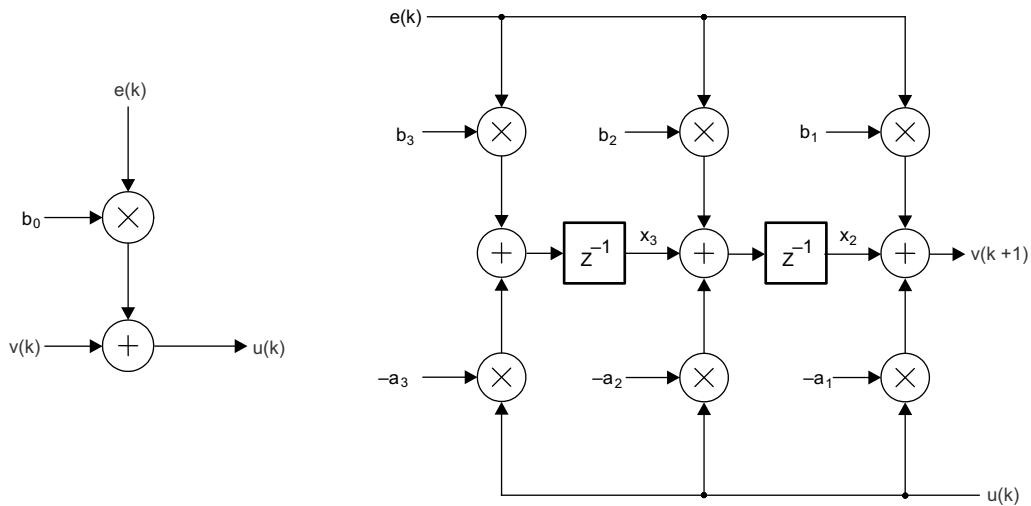 e(k)
b0
v(k)
u(k)
e(k)
b3
b2
b1
z–1
x3
z–1
x2
v(k +1)
–a3
–a2
–a1
u(k)